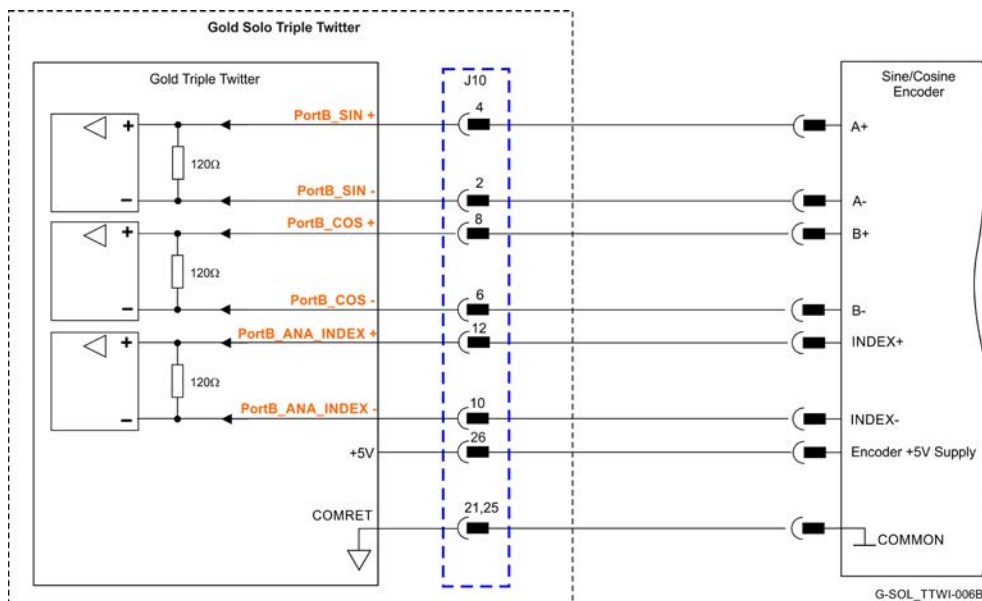 Gold Solo Triple Twitter
Gold Triple Twitter
J10
Sine/Cosine
Encoder
PortB_SIN +
4
A+
+
120Ω
PortB_SIN -
2
A-
−
PortB_COS +
8
B+
+
120Ω
PortB_COS -
6
B-
−
PortB_ANA_INDEX +
12
INDEX+
+
120Ω
PortB_ANA_INDEX -
10
INDEX-
−
+5V
26
Encoder +5V Supply
COMRET
21,25
COMMON
G-SOL_TTWI-006B